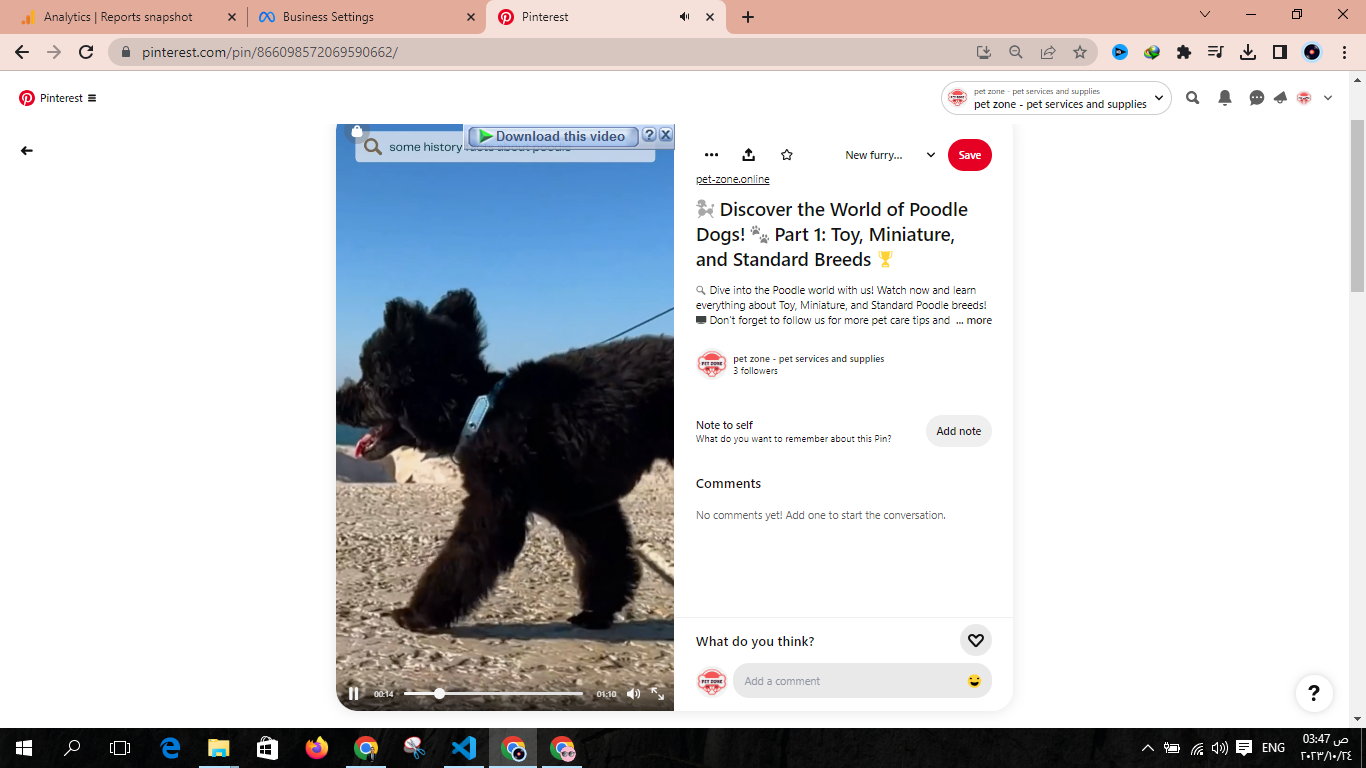 Analytics | Reports snapshot
Business Settings
Pinterest
pinterest.com/pin/866098572069590662/
Pinterest
pet zone - pet services and supplies
pet zone - pet services and supplies
Download this video
?
X
some history facts about poodle
New furry...
Save
pet-zone.online
Discover the World of Poodle
Dogs! 🐾 Part 1: Toy, Miniature,
and Standard Breeds 🏆
🔍 Dive into the Poodle world with us! Watch now and learn
everything about Toy, Miniature, and Standard Poodle breeds!
Don't forget to follow us for more pet care tips and ... more
PET ZONE
pet zone - pet services and supplies
3 followers
Note to self
What do you want to remember about this Pin?
Add note
Comments
No comments yet! Add one to start the conversation.
What do you think?
PET ZONE
Add a comment
00:14
01:10
?
ENG
03:47 ص
٢٠٢٣/١٠/٢٤